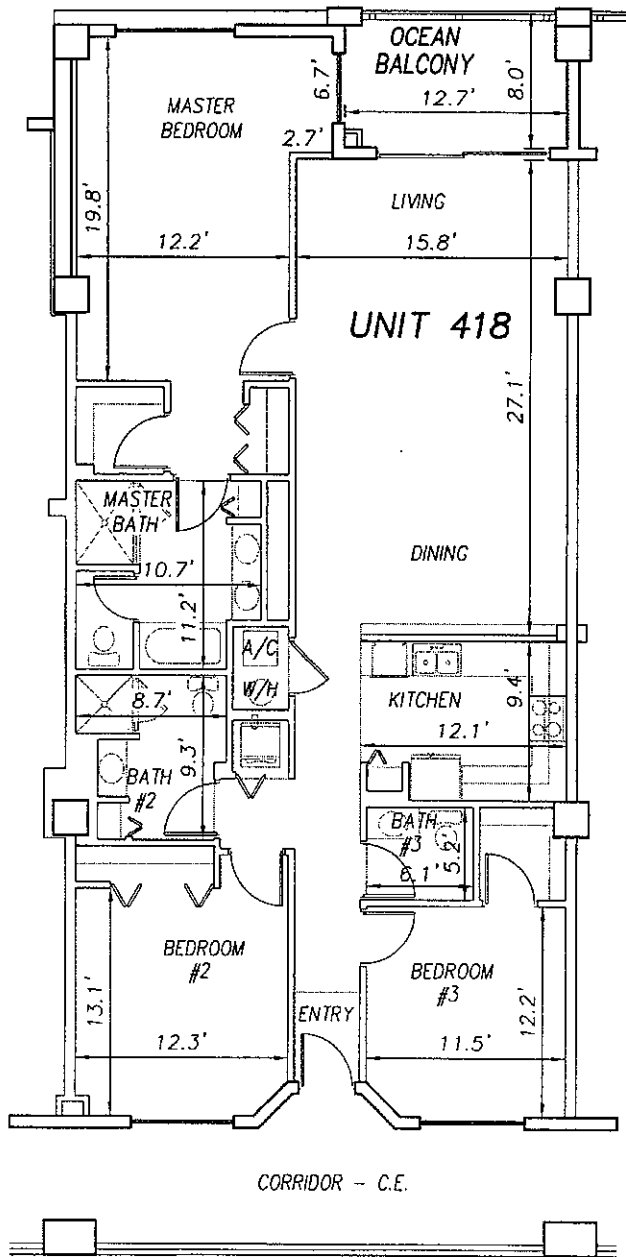 OCEAN
BALCONY
6.7'
12.7'
8.0'
MASTER
BEDROOM
2.7'
19.8'
LIVING
12.2'
15.8'
UNIT 418
27.1'
MASTER
BATH
DINING
10.7'
11.2'
A/C
W/H
KITCHEN
9.4'
12.1'
8.7'
9.3'
BATH
#2
BATH
#3
5.2'
6.1'
BEDROOM
#2
BEDROOM
#3
13.1'
12.3'
ENTRY
12.2'
11.5'
CORRIDOR - C.E.